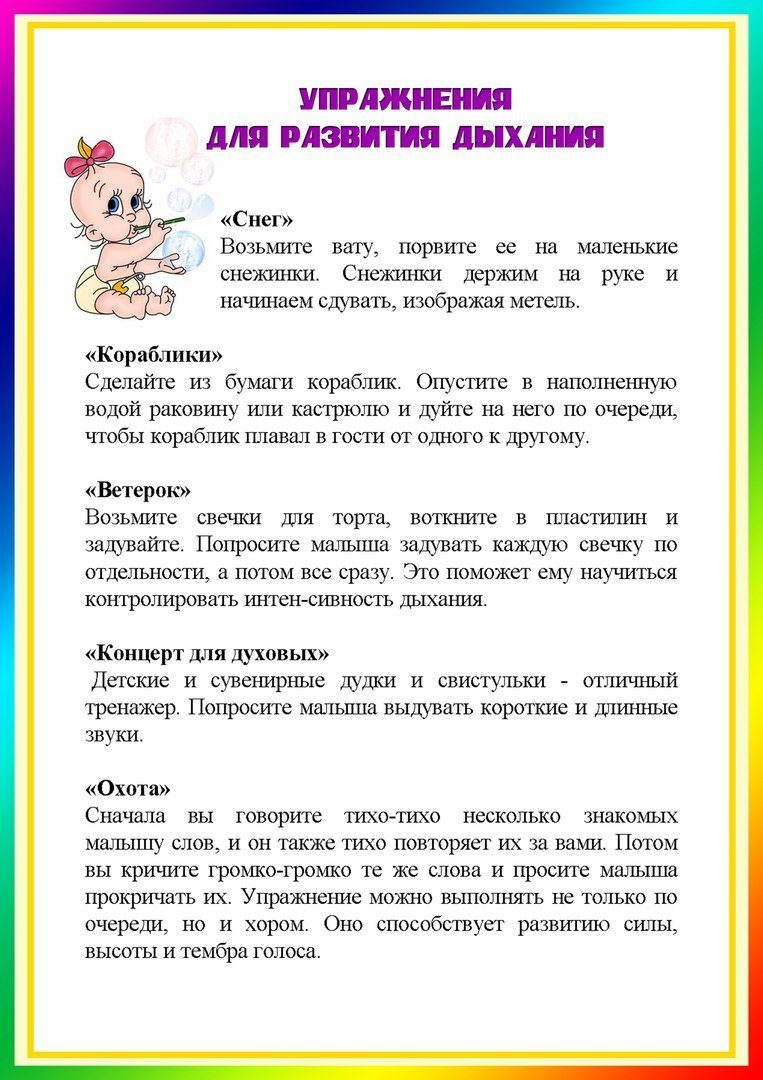 УПРАЖНЕНИЯ
ДЛЯ РАЗВИТИЯ ДЫХАНИЯ
«Снег»
Возьмите вату, порвите ее на маленькие
снежинки. Снежинки держим на руке и
начинаем сдувать, изображая метель.
«Кораблики»
Сделайте из бумаги кораблик. Опустите в наполненную
водой раковину или кастрюлю и дуйте на него по очереди,
чтобы кораблик плавал в гости от одного к другому.
«Ветерок»
Возьмите свечки для торта, воткните в пластилин и
задувайте. Попросите малыша задувать каждую свечку по
отдельности, а потом все сразу. Это поможет ему научиться
контролировать интен-сивность дыхания.
«Концерт для духовых»
Детские и сувенирные дудки и свистульки - отличный
тренажер. Попросите малыша выдувать короткие и длинные
звуки.
«Охота»
Сначала вы говорите тихо-тихо несколько знакомых
малышу слов, и он также тихо повторяет их за вами. Потом
вы кричите громко-громко те же слова и просите малыша
прокричать их. Упражнение можно выполнять не только по
очереди, но и хором. Оно способствует развитию силы,
высоты и тембра голоса.